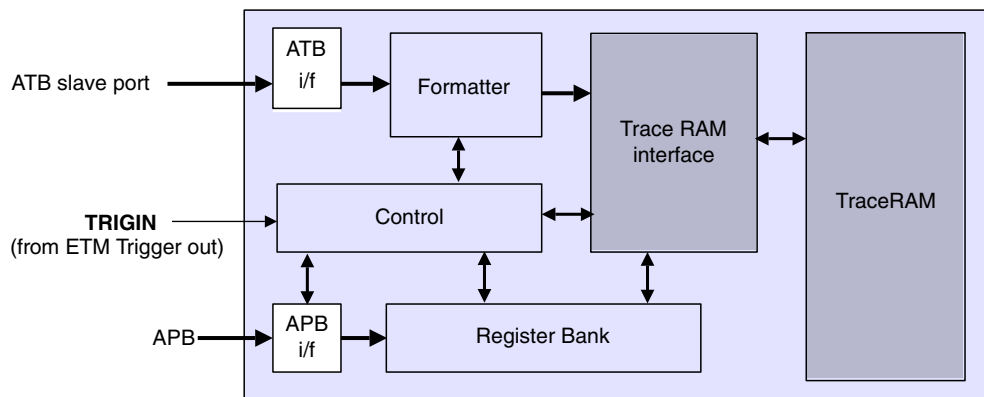 ATB
i/f
ATB slave port
Formatter
Trace RAM
interface
TraceRAM
TRIGIN
(from ETM Trigger out)
Control
APB
APB
i/f
Register Bank